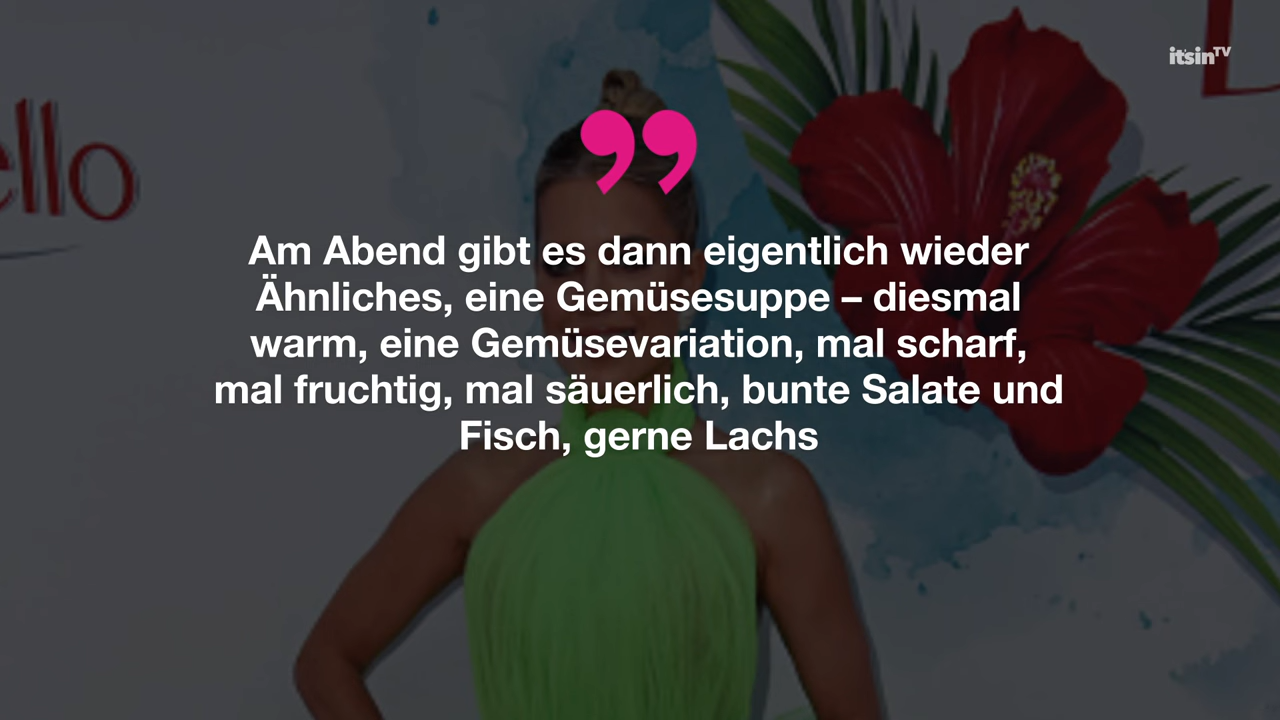 itsinTV
ello
Am Abend gibt es dann eigentlich wieder
Ähnliches, eine Gemüsesuppe – diesmal
warm, eine Gemüsevariation, mal scharf,
mal fruchtig, mal säuerlich, bunte Salate und
Fisch, gerne Lachs